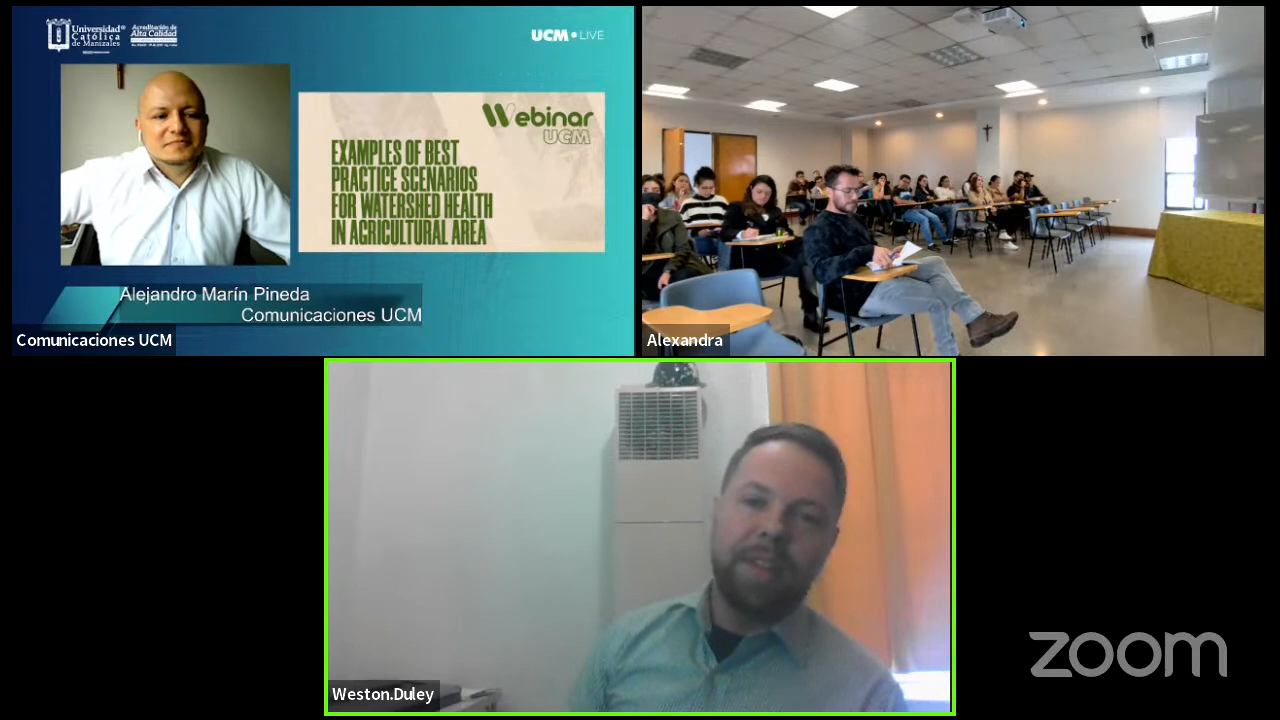 Universidad
Católica
de Manizales
Acreditación de
Alta Calidad
UCM LIVE
Webinar
UCM
EXAMPLES OF BEST
PRACTICE SCENARIOS
FOR WATERSHED HEALTH
IN AGRICULTURAL AREA
Alejandro Marín Pineda
Comunicaciones UCM
Comunicaciones UCM
Alexandra
Weston.Duley
zoom